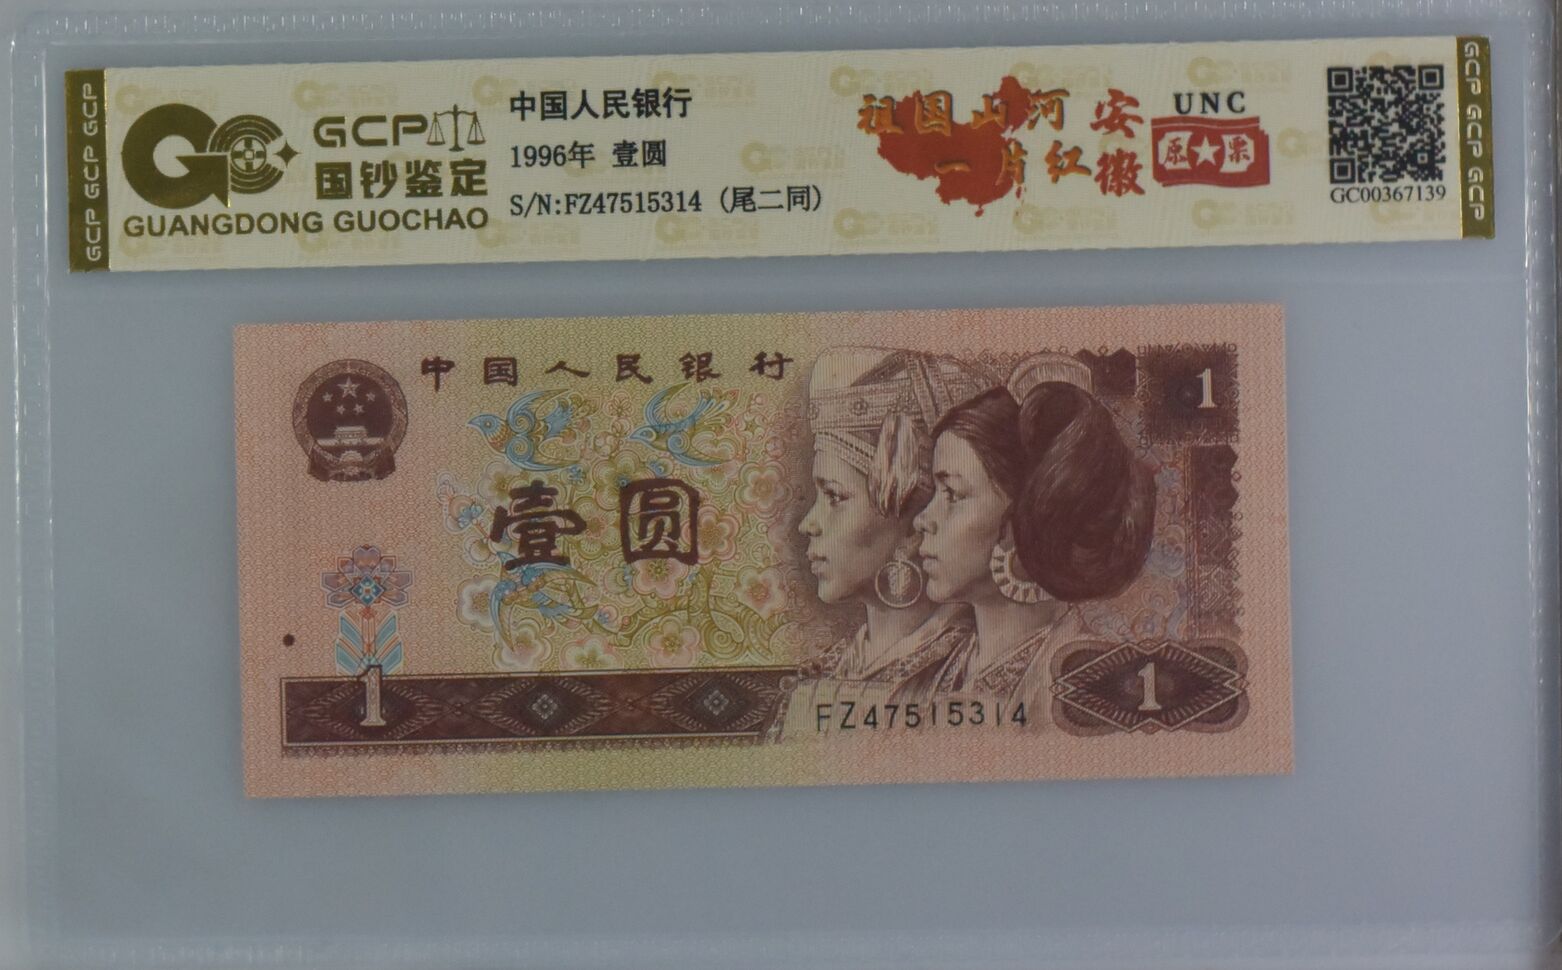 GCP GCP GCP
GCP
国钞鉴定
GUANGDONG GUOCHAO
中国人民银行
1996年 壹圆
S/N:FZ47515314 (尾二同)
祖国山河
一片红
安徽
UNC
原票
GC00367139
GCP GCP GCP
中国人民银行
1
壹圆
1
FZ47515314
1